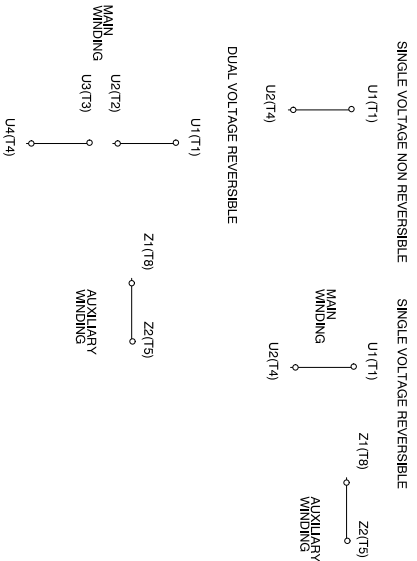 SINGLE VOLTAGE NON REVERSIBLE
U1(T1)
U2(T4)
SINGLE VOLTAGE REVERSIBLE
MAIN
WINDING
U1(T1)
U2(T4)
Z1(T8)
Z2(T5)
AUXILIARY
WINDING
DUAL VOLTAGE REVERSIBLE
MAIN
WINDING
U1(T1)
U2(T2)
U3(T3)
U4(T4)
Z1(T8)
Z2(T5)
AUXILIARY
WINDING